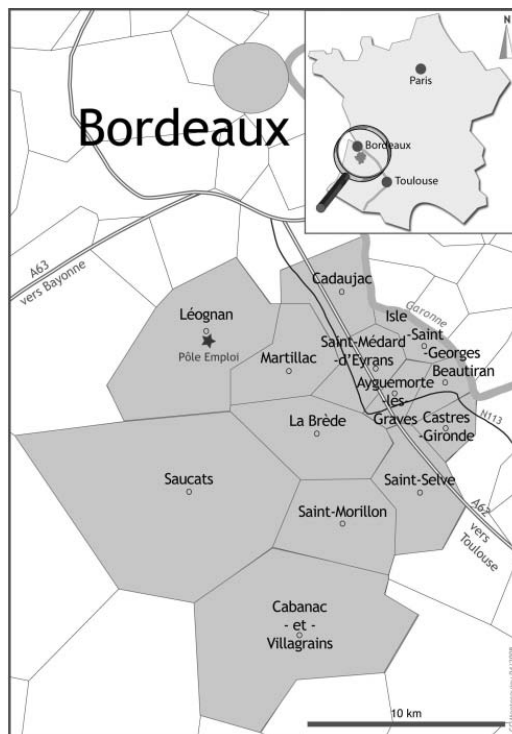 N
Paris
Bordeaux
Toulouse
Bordeaux
A63
vers Bayonne
Cadaujac
Garonne
Léognan
Pôle Emploi
Isle
-Saint
-Georges
Saint-Médard
-d'Eyrans
Martillac
Beautiran
Ayguemorte
-les-
Graves
Castres
-Gironde
N113
La Brède
Saucats
Saint-Selve
A62
vers
Toulouse
Saint-Morillon
Cabanac
- et -
Villagrains
10 km